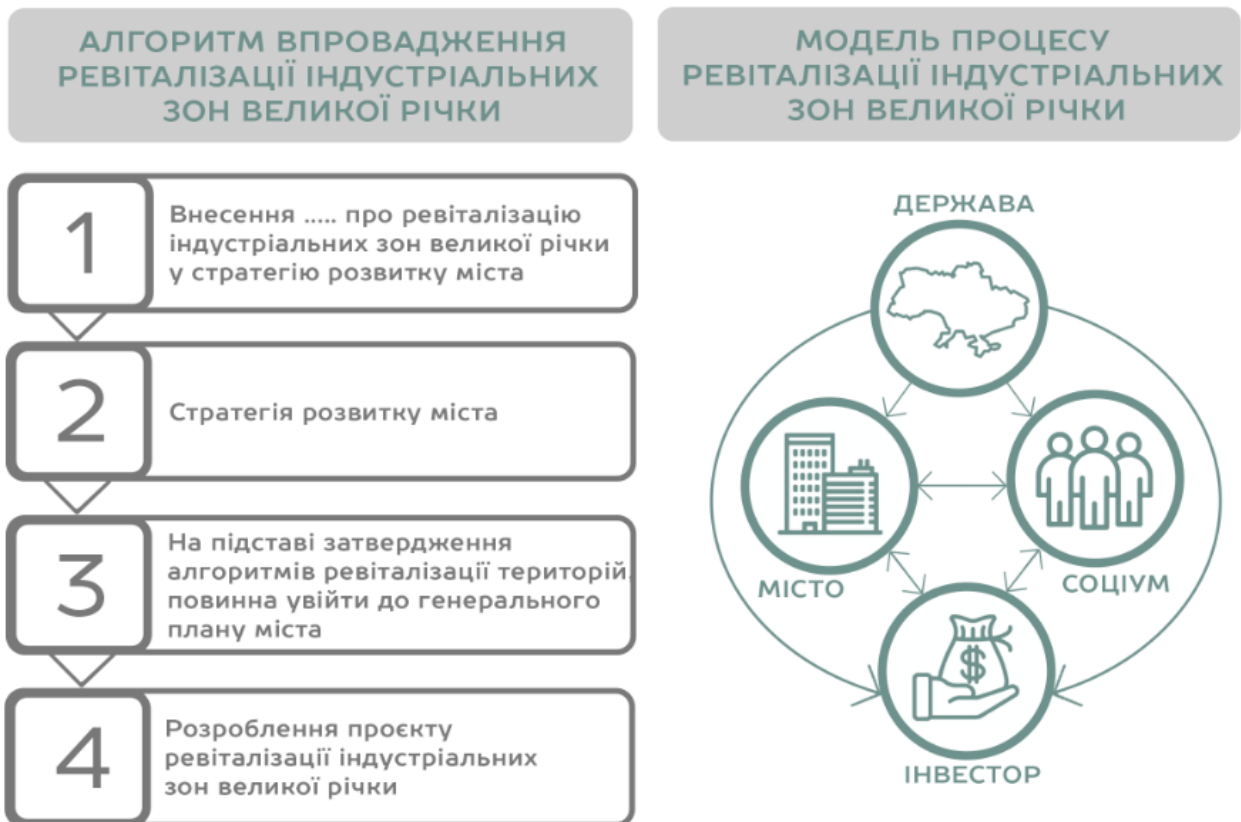 АЛГОРИТМ ВПРОВАДЖЕННЯ
РЕВІТАЛІЗАЦІЇ ІНДУСТРІАЛЬНИХ
ЗОН ВЕЛИКОЇ РІЧКИ
1
Внесення ..... про ревіталізацію
індустріальних зон великої річки
у стратегію розвитку міста
2
Стратегія розвитку міста
3
На підставі затвердження
алгоритмів ревіталізації територій,
повинна увійти до генерального
плану міста
4
Розроблення проєкту
ревіталізації індустріальних
зон великої річки
МОДЕЛЬ ПРОЦЕСУ
РЕВІТАЛІЗАЦІЇ ІНДУСТРІАЛЬНИХ
ЗОН ВЕЛИКОЇ РІЧКИ
ДЕРЖАВА
МІСТО
СОЦІУМ
$
ІНВЕСТОР